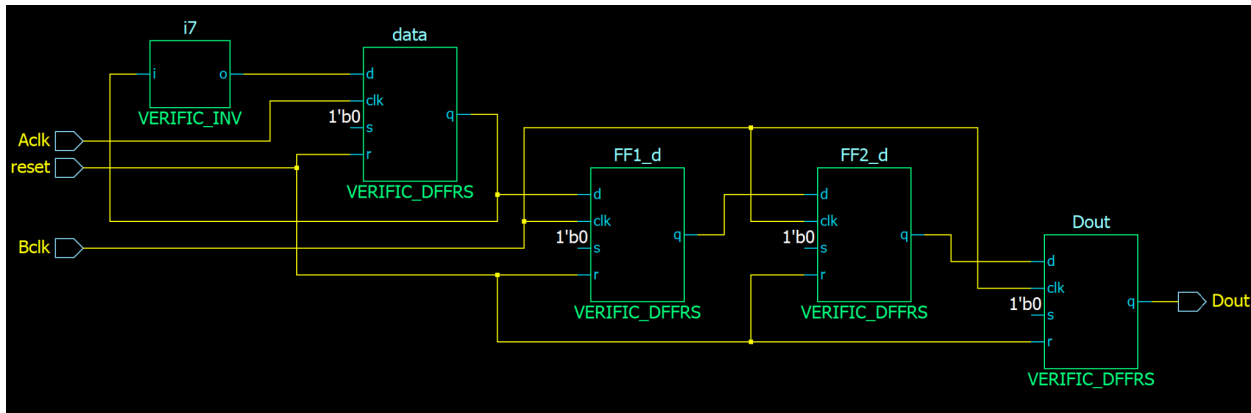 i7
data
i
o
d
clk
1'b0
s
r
q
VERIFIC_INV
VERIFIC_DFFRS
Aclk
reset
Bclk
FF1_d
d
clk
1'b0
s
r
q
VERIFIC_DFFRS
FF2_d
d
clk
1'b0
s
r
q
VERIFIC_DFFRS
Dout
d
clk
1'b0
s
r
q
VERIFIC_DFFRS
Dout